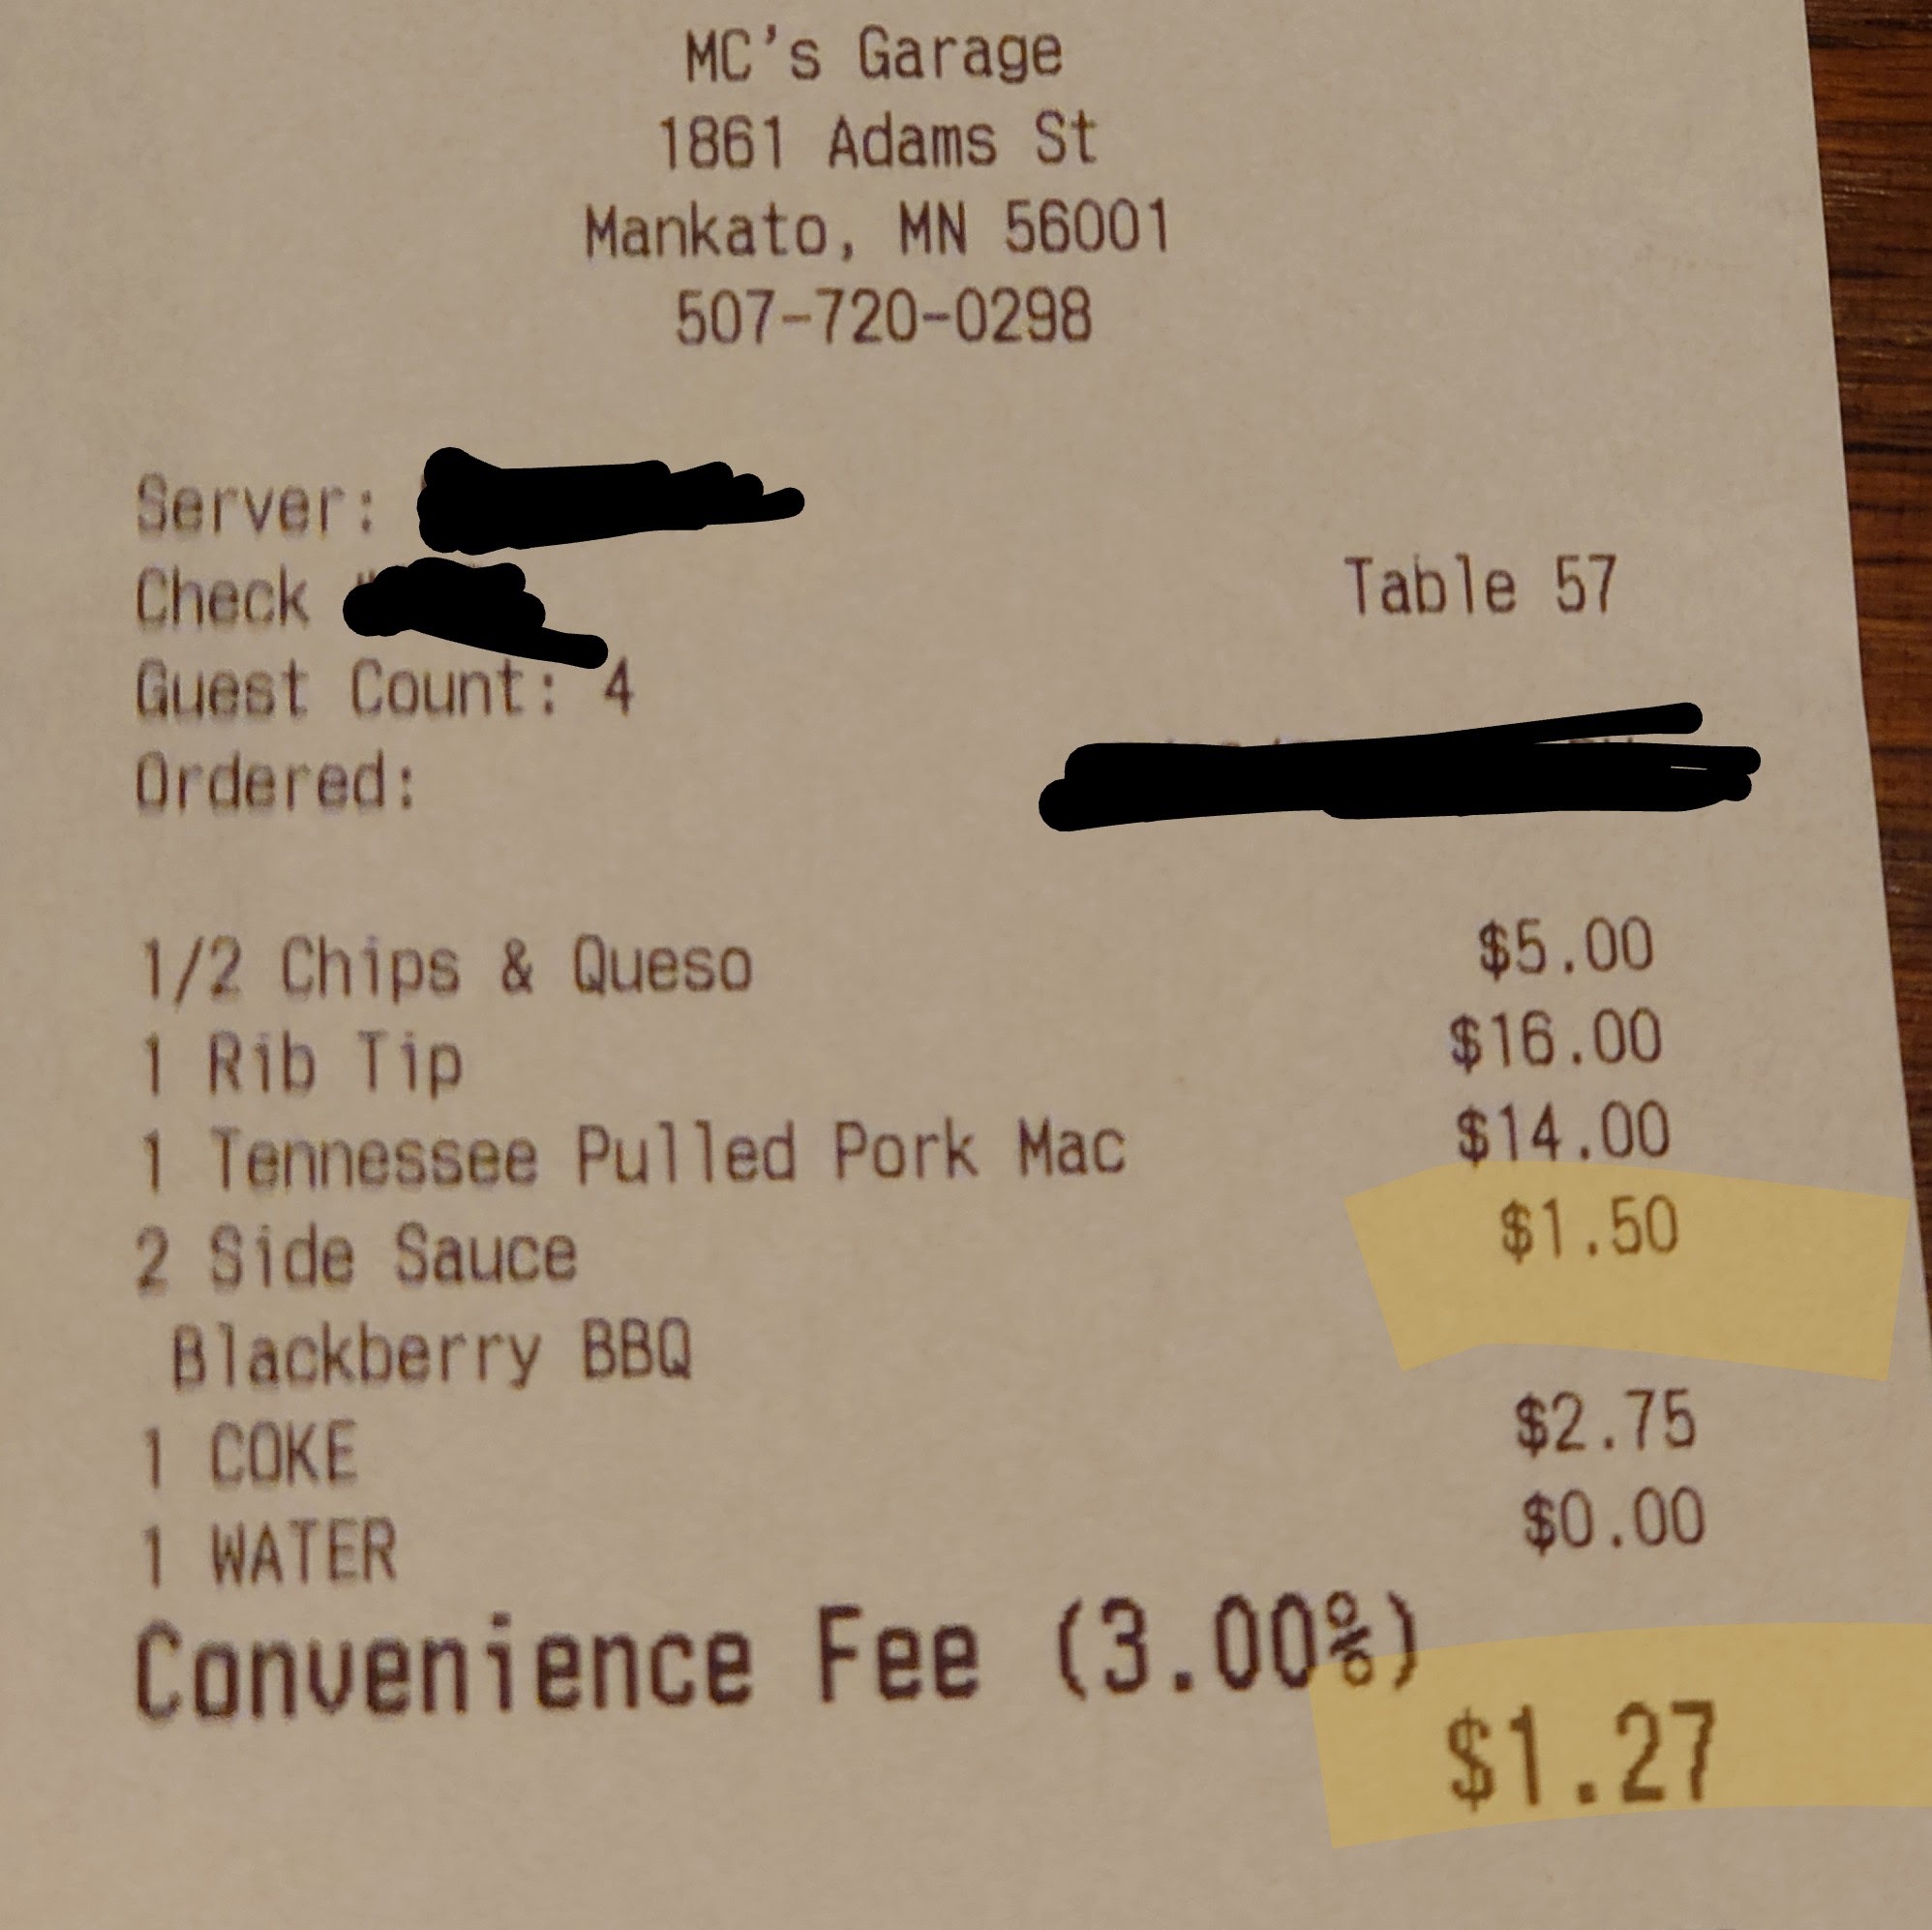 MC's Garage
1861 Adams St
Mankato, MN 56001
507-720-0298
Server:
Check
Table 57
Guest Count: 4
Ordered:
1/2 Chips & Queso $5.00
1 Rib Tip $16.00
1 Tennessee Pulled Pork Mac $14.00
2 Side Sauce $1.50
Blackberry BBQ
1 COKE $2.75
1 WATER $0.00
Convenience Fee (3.00%)
$1.27